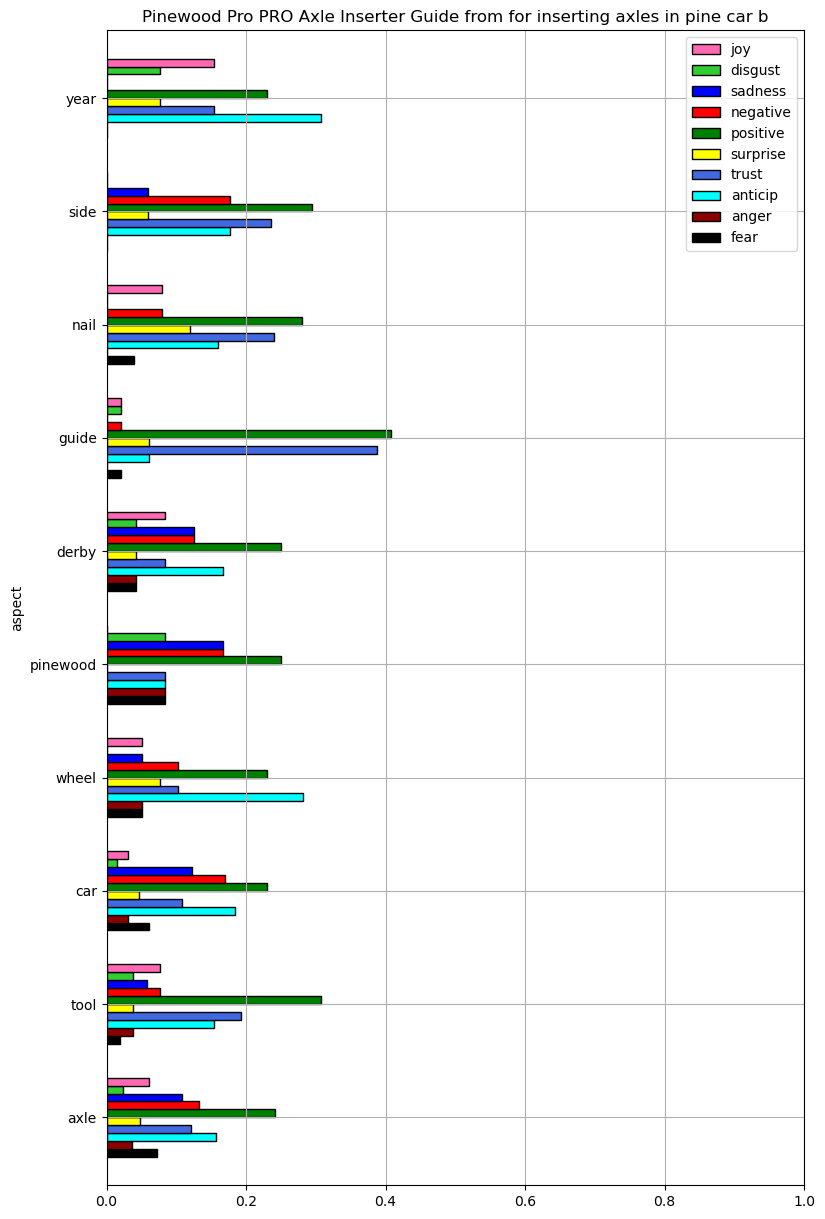 Pinewood Pro PRO Axle Inserter Guide from for inserting axles in pine car b
joy
disgust
sadness
negative
positive
surprise
trust
anticip
anger
fear
year
side
nail
guide
derby
pinewood
wheel
car
tool
axle
aspect
0.0 0.2 0.4 0.6 0.8 1.0